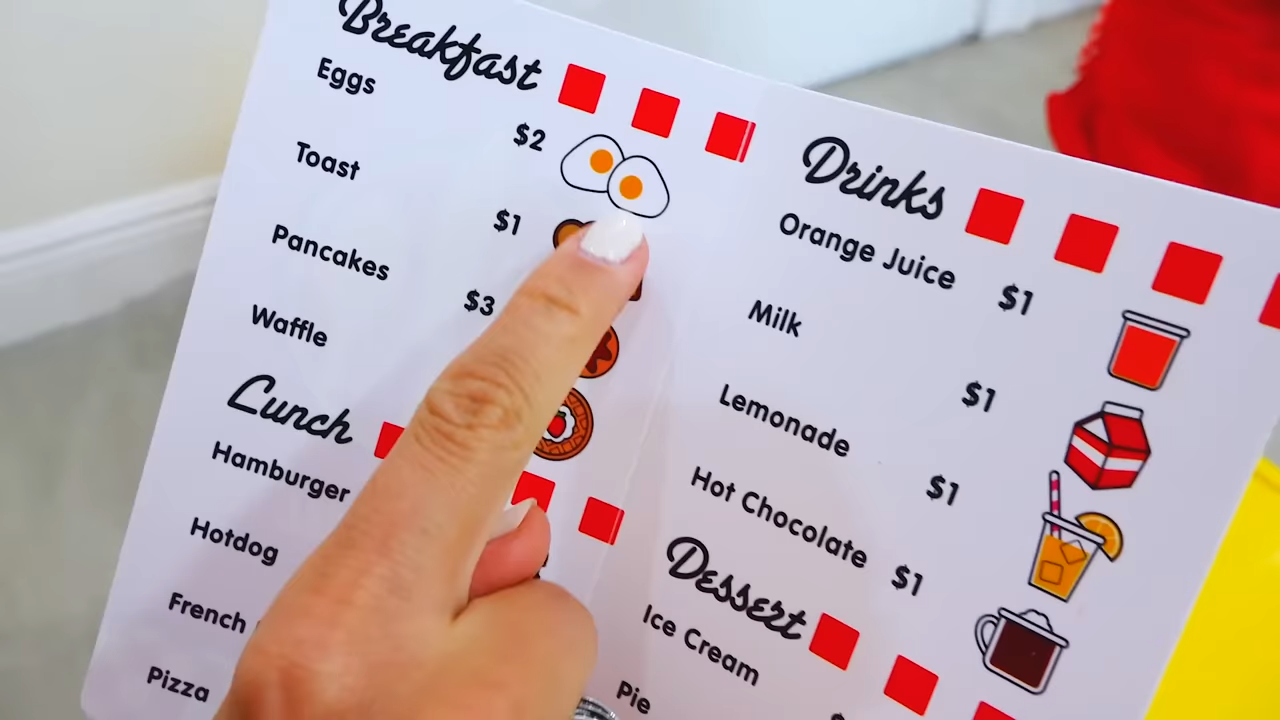 Breakfast
Eggs $2
Toast $1
Pancakes $3
Waffle
Lunch
Hamburger
Hotdog
French
Pizza
Drinks
Orange Juice $1
Milk $1
Lemonade $1
Hot Chocolate $1
Dessert
Ice Cream
Pie